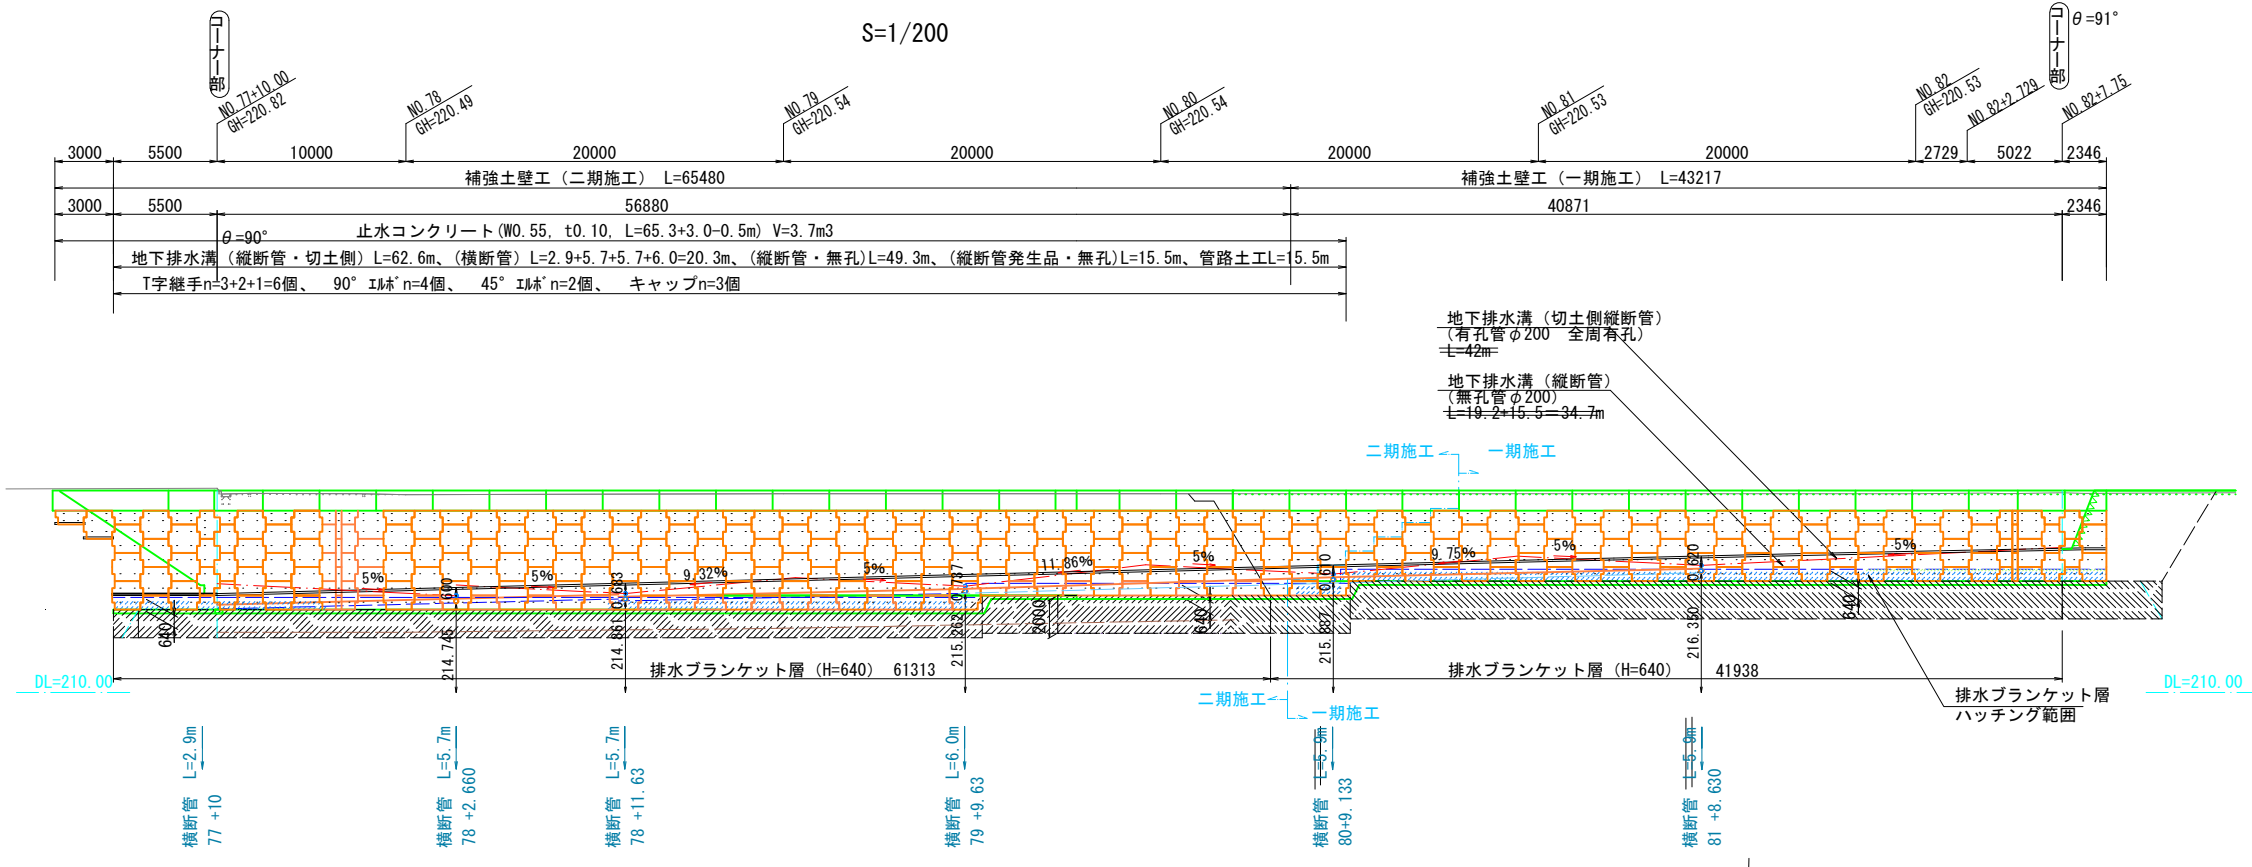 S=1/200
コーナー部
コーナー部
θ=91°
NO.77+10.00
GH=220.82
NO.78
GH=220.49
NO.79
GH=220.54
NO.80
GH=220.54
NO.81
GH=220.53
NO.82
GH=220.53
NO.82+2.729
NO.82+7.75
3000 5500 10000 20000 20000 20000 20000 2729 5022 2346
補強土壁工（二期施工） L=65480
補強土壁工（一期施工） L=43217
3000 5500 56880 40871 2346
θ=90°
止水コンクリート(W0.55, t0.10, L=65.3+3.0-0.5m) V=3.7m3
地下排水溝（縦断管・切土側）L=62.6m、（横断管）L=2.9+5.7+5.7+6.0=20.3m、（縦断管・無孔)L=49.3m、（縦断管発生品・無孔)L=15.5m、管路土工L=15.5m
T字継手n=3+2+1=6個、 90° ｴﾙﾎﾞn=4個、 45° ｴﾙﾎﾞn=2個、 キャップn=3個
地下排水溝（切土側縦断管）
（有孔管φ200 全周有孔）
L=42m
地下排水溝（縦断管）
（無孔管φ200）
L=19.2+15.5=34.7m
二期施工 一期施工
5% 5% 9.32% 5% 11.86% 5% 9.75% 5% 5%
640
214.745 0.600
214.861 0.683
215.262 0.787
2000
640
215.887 0.610
216.350 0.620
640
排水ブランケット層（H=640） 61313
排水ブランケット層（H=640） 41938
DL=210.00
DL=210.00
二期施工
一期施工
排水ブランケット層
ハッチング範囲
横断管 L=2.9m
77 +10
横断管 L=5.7m
78 +2.660
横断管 L=5.7m
78 +11.63
横断管 L=6.0m
79 +9.63
横断管 L=5.9m
80+9.133
横断管 L=5.9m
81 +8.630